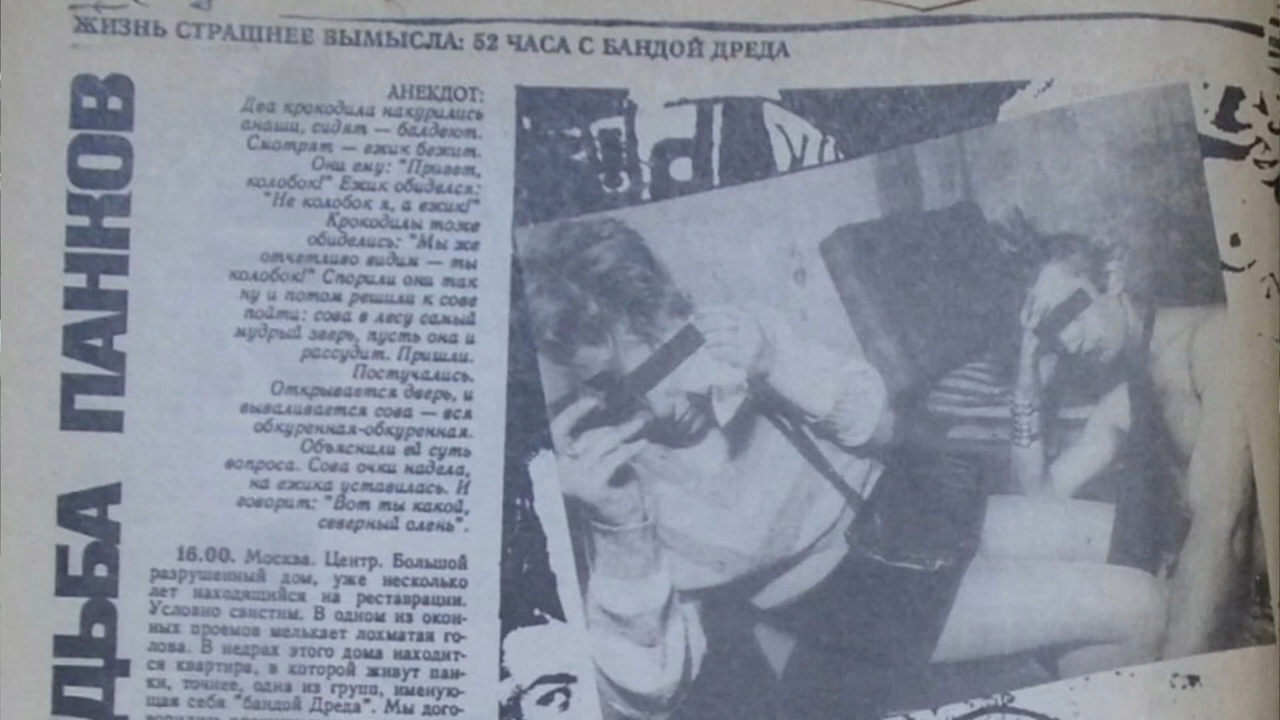 ЖИЗНЬ СТРАШНЕЕ ВЫМЫСЛА: 52 ЧАСА С БАНДОЙ ДРЕДА
ДЬБА ПАНКОВ
АНЕКДОТ:
Два крокодила накурились
анаши, сидят — балдеют.
Смотрят — ежик бежит.
Они ему: "Привет,
колобок!" Ежик обиделся:
"Не колобок я, а ежик!"
Крокодилы тоже
обиделись: "Мы же
отчетливо видим — ты
колобок!" Спорили они так
ну и потом решили к сове
пойти: сова в лесу самый
мудрый зверь, пусть она и
рассудит. Пришли.
Постучались.
Открывается дверь, и
вываливается сова — вся
обкуренная-обкуренная.
Объяснили ей суть
вопроса. Сова очки надела,
на ежика уставилась. И
говорит: "Вот ты какой,
северный олень".
16.00. Москва. Центр. Большой
разрушенный дом, уже несколько
лет находящийся на реставрации.
Условно свистим. В одном из окон-
ных проемов мелькает лохматая го-
лова. В недрах этого дома находит-
ся квартира, в которой живут пан-
ки, точнее, одна из групп, именую-
щая себя "бандой Дреда". Мы дого-